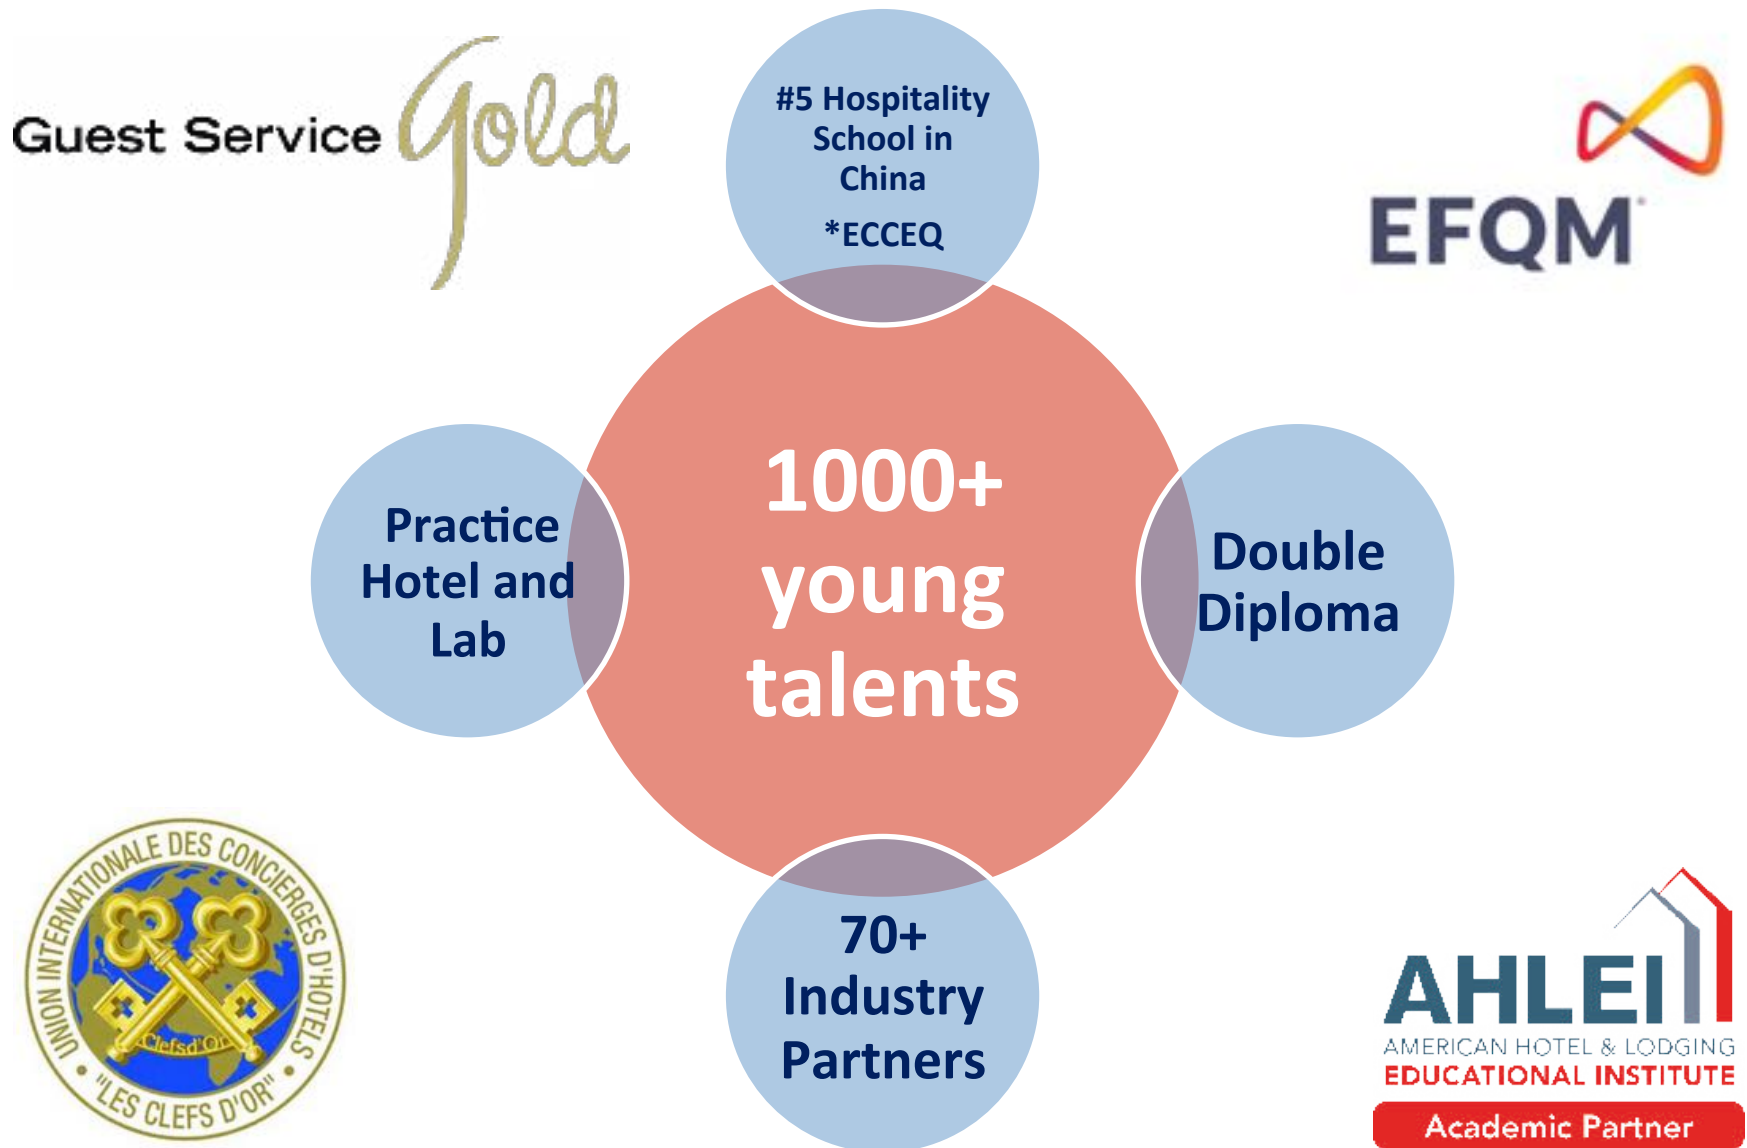 Guest Service Gold
#5 Hospitality
School in
China
*ECCEQ
EFQM
Practice
Hotel and
Lab
1000+
young
talents
Double
Diploma
70+
Industry
Partners
UNION INTERNATIONALE DES CONCIERGES D'HOTELS
Clefs d'Or
"LES CLEFS D'OR"
AHLEI
AMERICAN HOTEL & LODGING
EDUCATIONAL INSTITUTE
Academic Partner